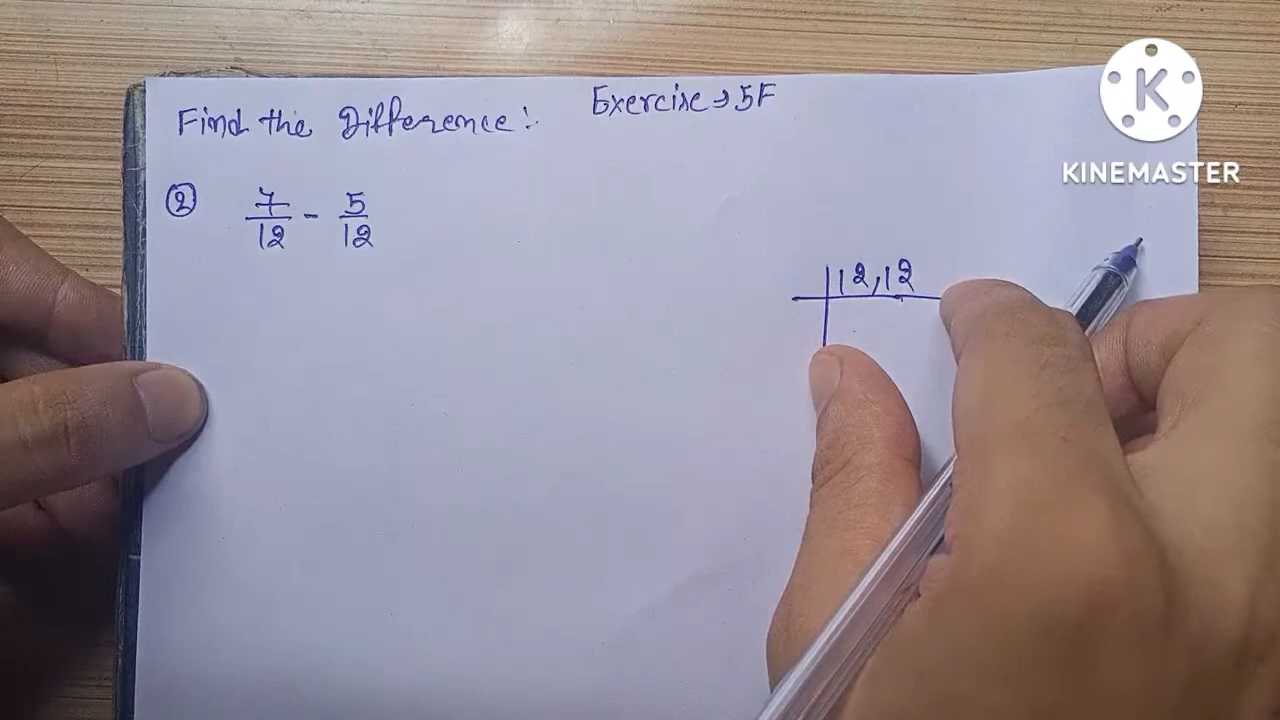 Find the Difference:. Exercise→5F
② 7/12 - 5/12
12,12
K
KINEMASTER